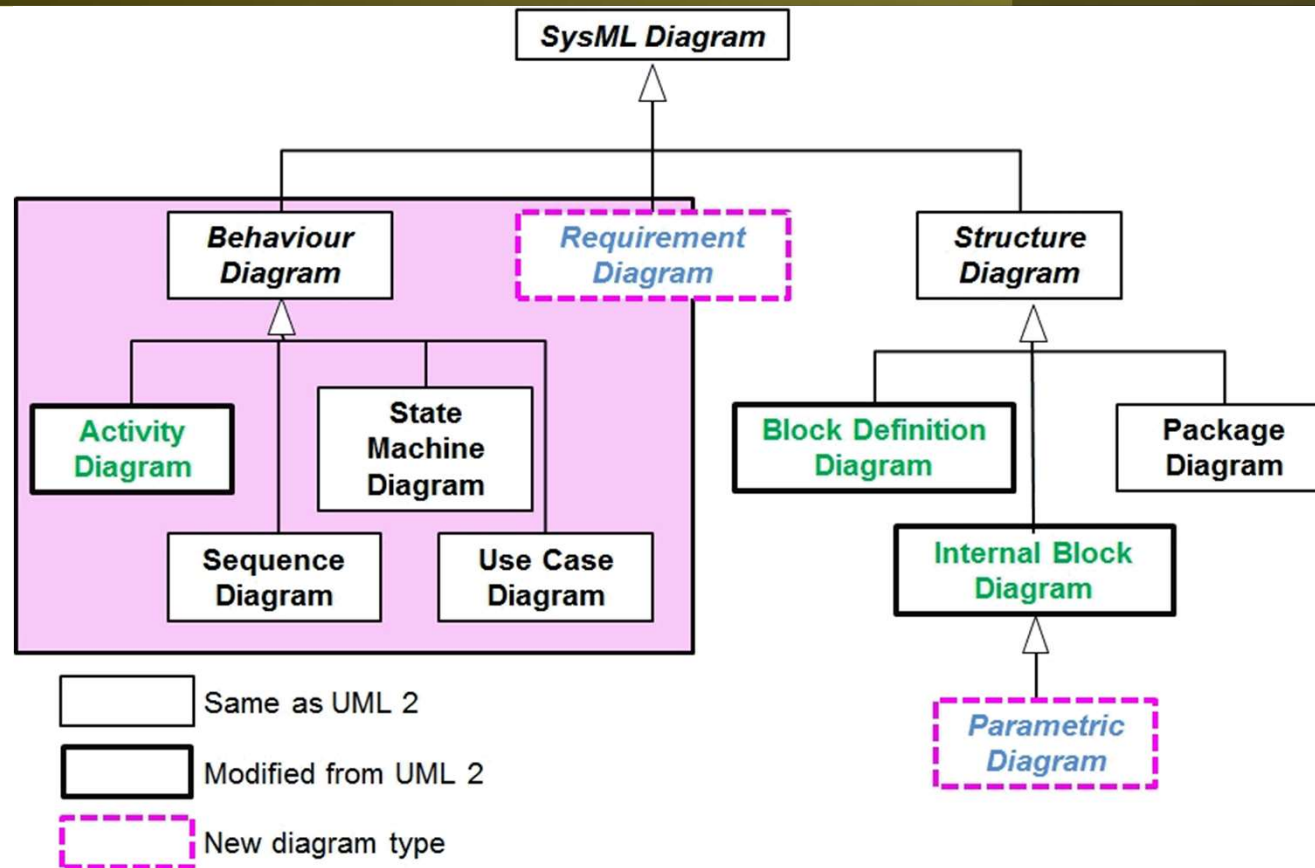 SysML Diagram
Behaviour
Diagram
Requirement
Diagram
Structure
Diagram
Activity
Diagram
State
Machine
Diagram
Block Definition
Diagram
Package
Diagram
Sequence
Diagram
Use Case
Diagram
Internal Block
Diagram
Same as UML 2
Modified from UML 2
New diagram type
Parametric
Diagram